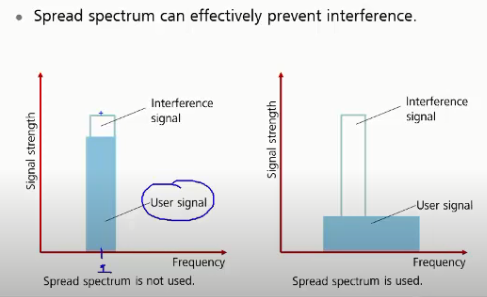 Spread spectrum can effectively prevent interference.
Signal strength
Interference
signal
User signal
Frequency
Spread spectrum is not used.
Signal strength
Interference
signal
User signal
Frequency
Spread spectrum is used.